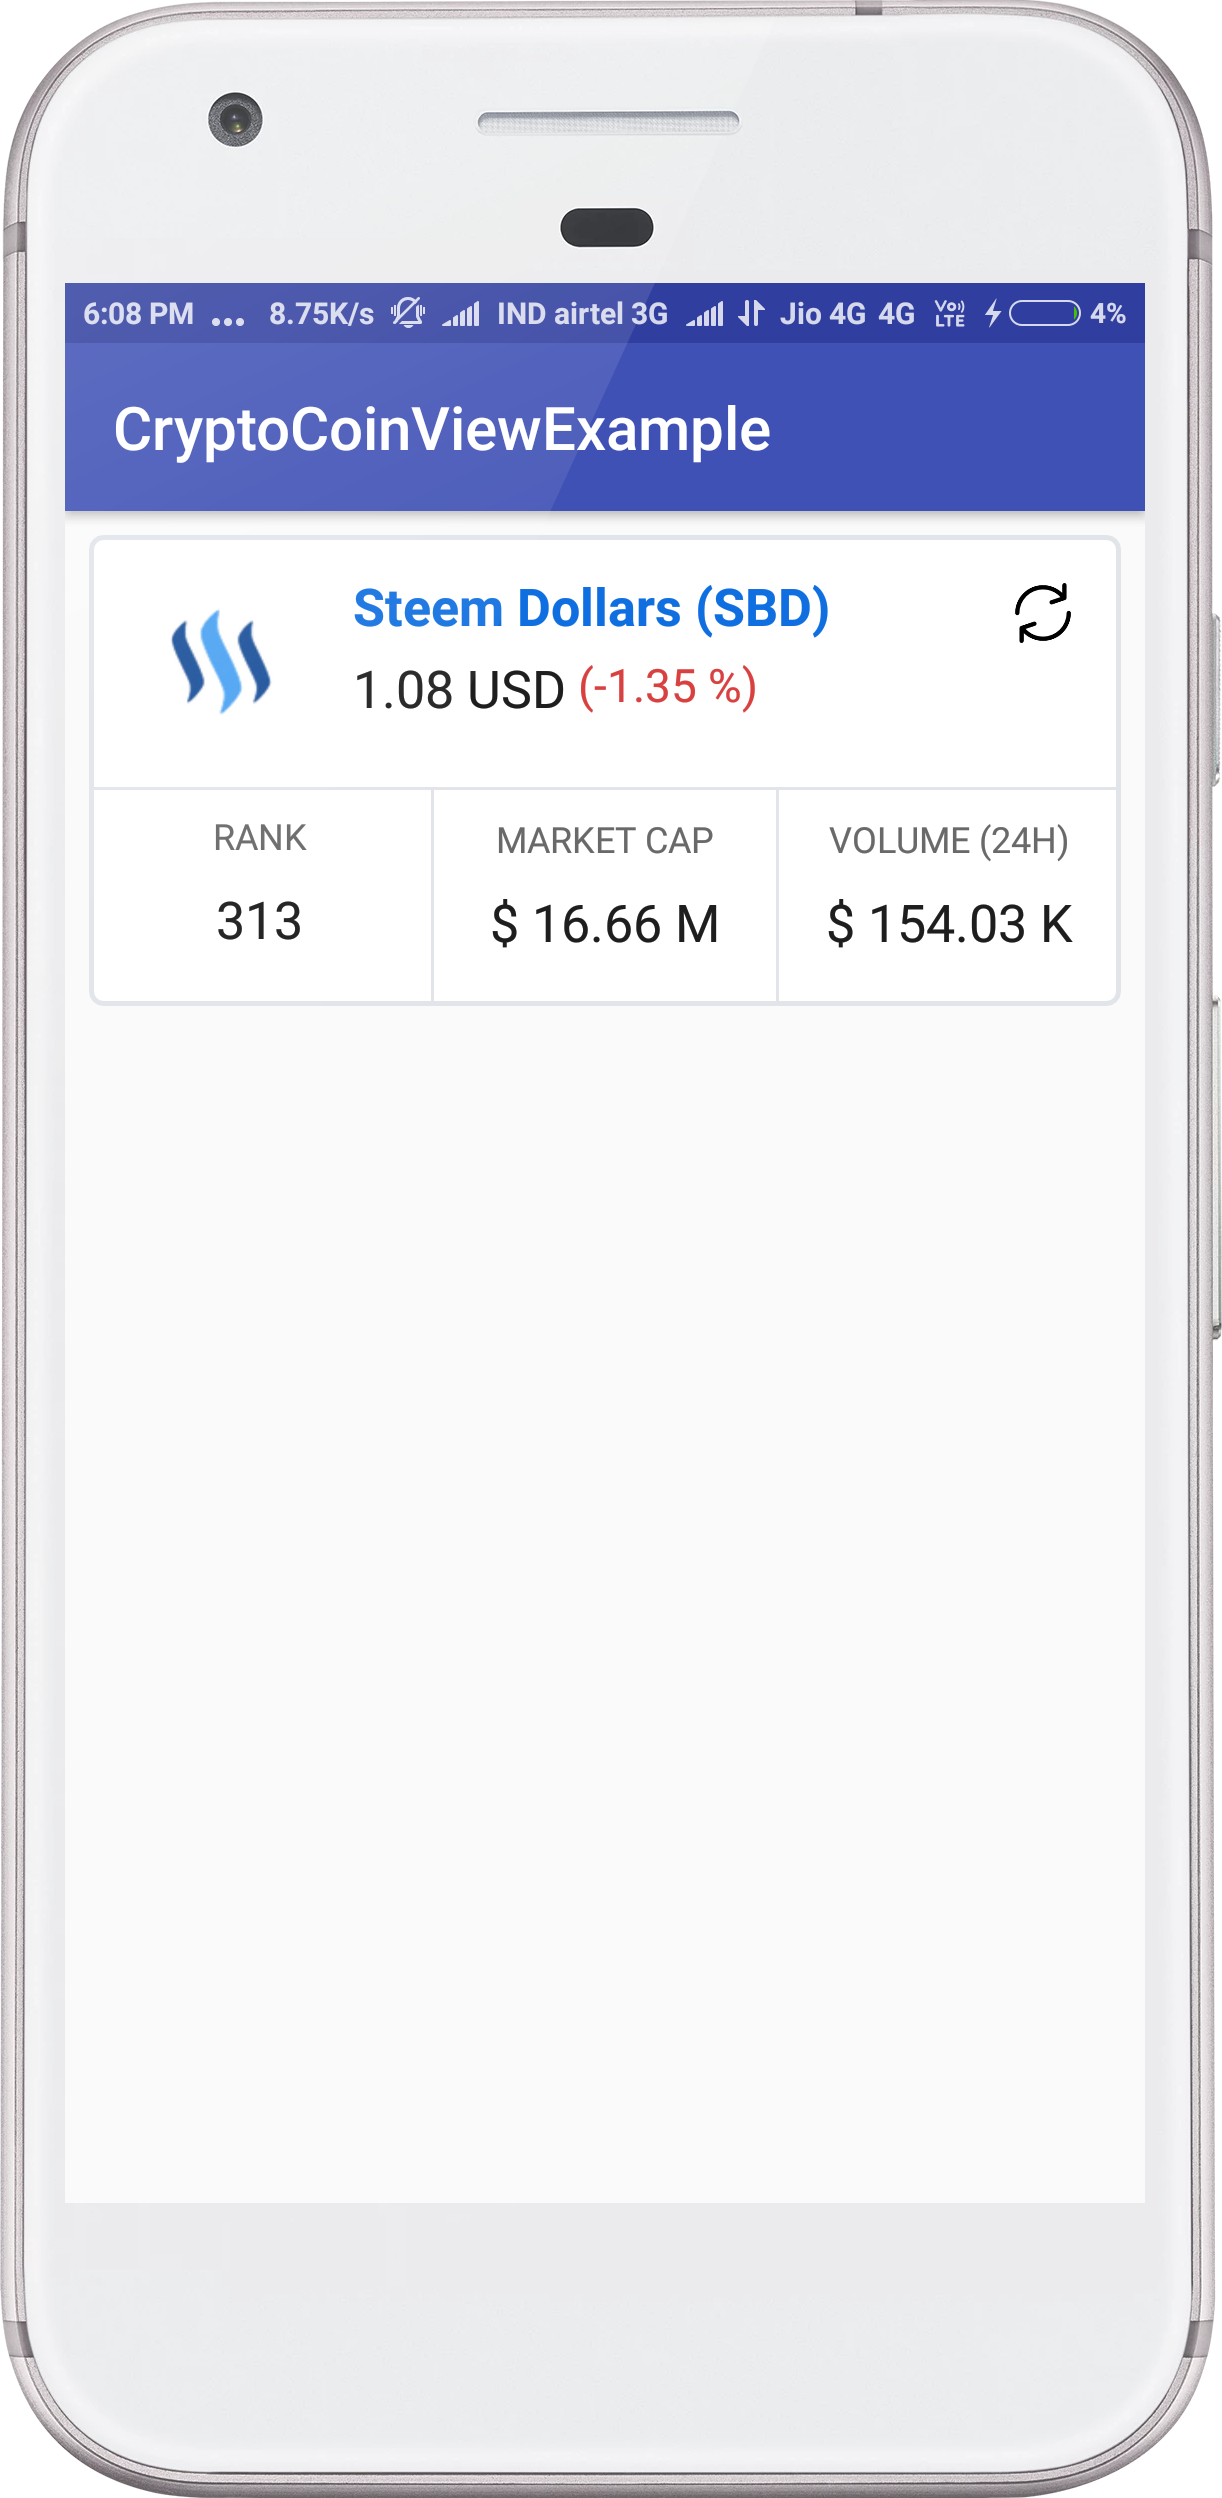 6:08 PM ... 8.75K/s IND airtel 3G Jio 4G 4G Vo)) LTE 4%
CryptoCoinViewExample
Steem Dollars (SBD)
1.08 USD (-1.35 %)
RANK MARKET CAP VOLUME (24H)
313 $ 16.66 M $ 154.03 K